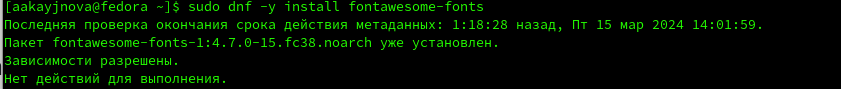 [aakayjnova@fedora ~]$ sudo dnf -y install fontawesome-fonts
Последняя проверка окончания срока действия метаданных: 1:18:28 назад, Пт 15 мар 2024 14:01:59.
Пакет fontawesome-fonts-1:4.7.0-15.fc38.noarch уже установлен.
Зависимости разрешены.
Нет действий для выполнения.